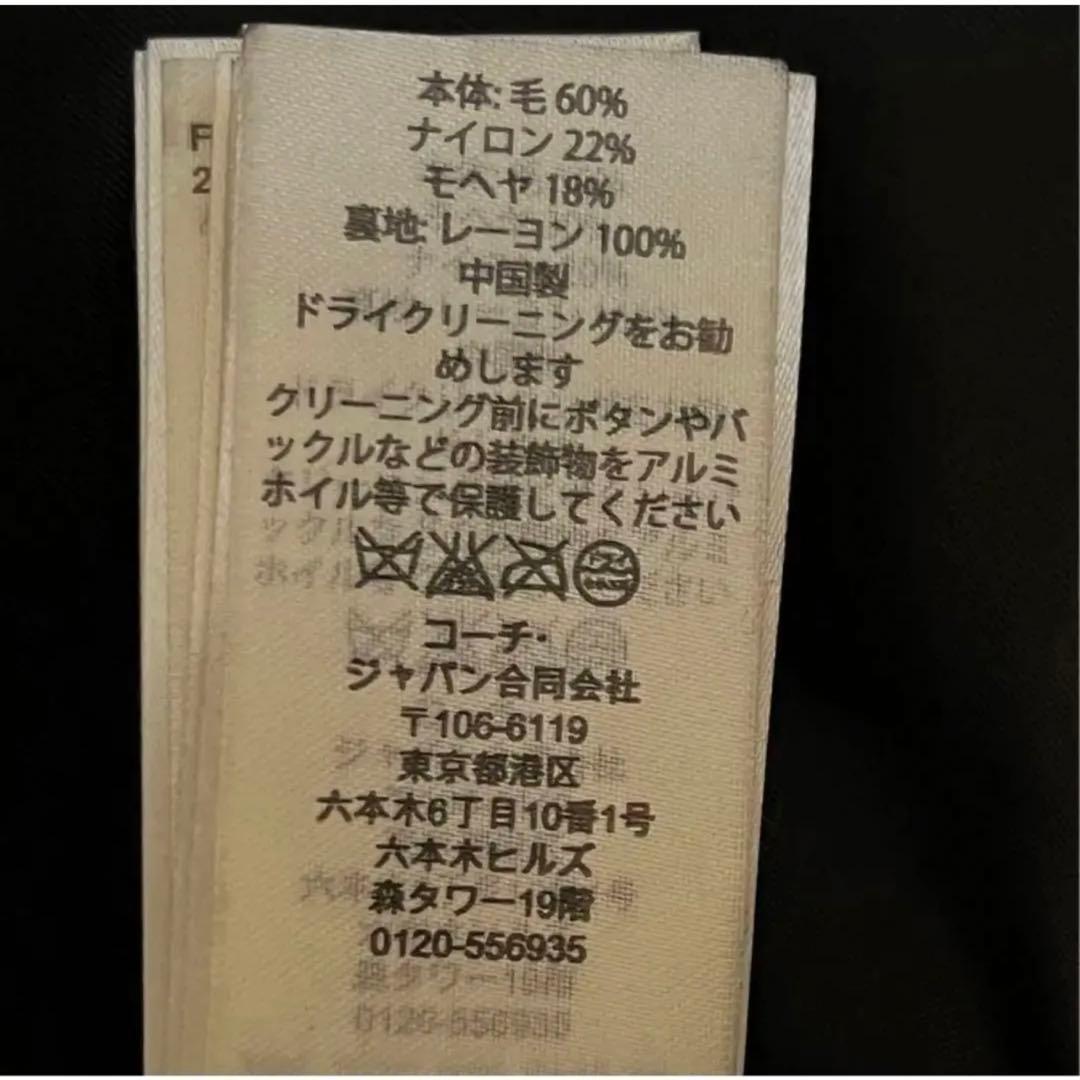 本体: 毛 60%
ナイロン 22%
モヘヤ 18%
裏地: レーヨン 100%
中国製
ドライクリーニングをお勧
めします
クリーニング前にボタンやバ
ックルなどの装飾物をアルミ
ホイル等で保護してください
コーチ・
ジャパン合同会社
〒106-6119
東京都港区
六本木6丁目10番1号
六本木ヒルズ
森タワー19階
0120-556935
F
2